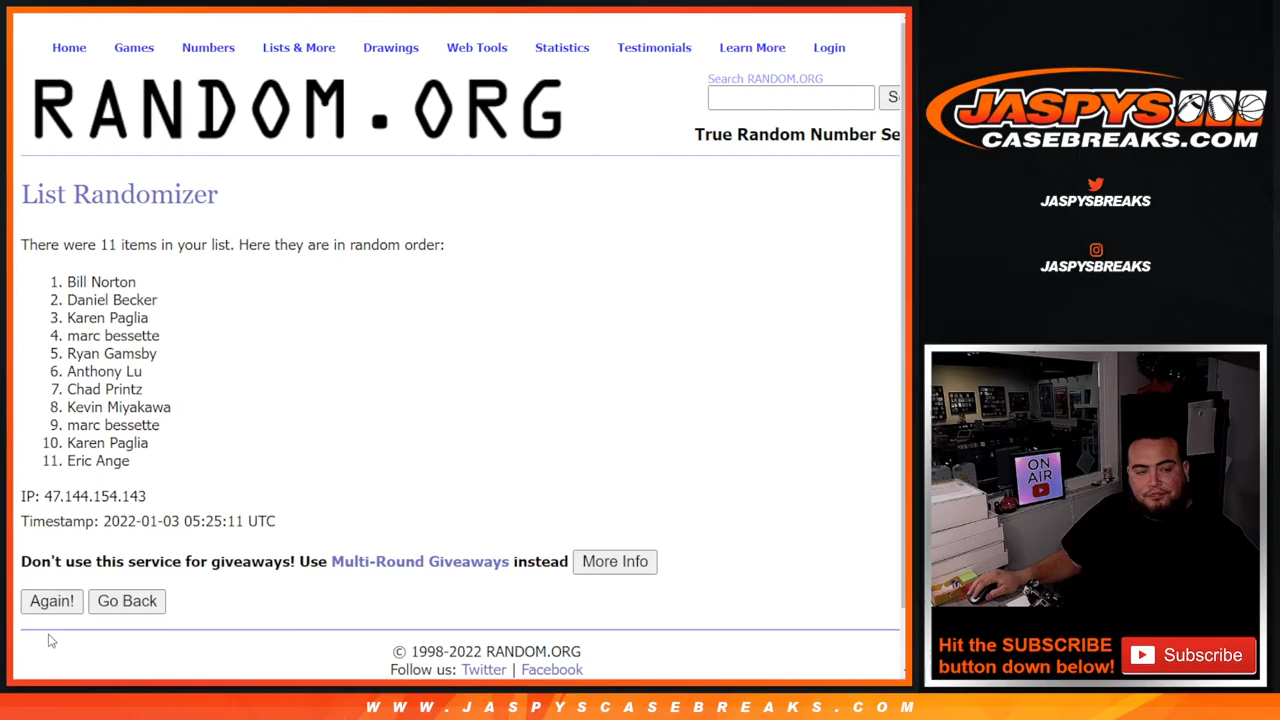 Home Games Numbers Lists & More Drawings Web Tools Statistics Testimonials Learn More Login
RANDOM.ORG
Search RANDOM.ORG
S
True Random Number Se
List Randomizer
There were 11 items in your list. Here they are in random order:
1. Bill Norton
2. Daniel Becker
3. Karen Paglia
4. marc bessette
5. Ryan Gamsby
6. Anthony Lu
7. Chad Printz
8. Kevin Miyakawa
9. marc bessette
10. Karen Paglia
11. Eric Ange
IP: 47.144.154.143
Timestamp: 2022-01-03 05:25:11 UTC
Don't use this service for giveaways! Use Multi-Round Giveaways instead More Info
Again! Go Back
© 1998-2022 RANDOM.ORG
Follow us: Twitter | Facebook
JASPYS
CASEBREAKS.COM
JASPYSBREAKS
JASPYSBREAKS
ON
AIR
Hit the SUBSCRIBE
button down below!
Subscribe
WWW.JASPYSCASEBREAKS.COM